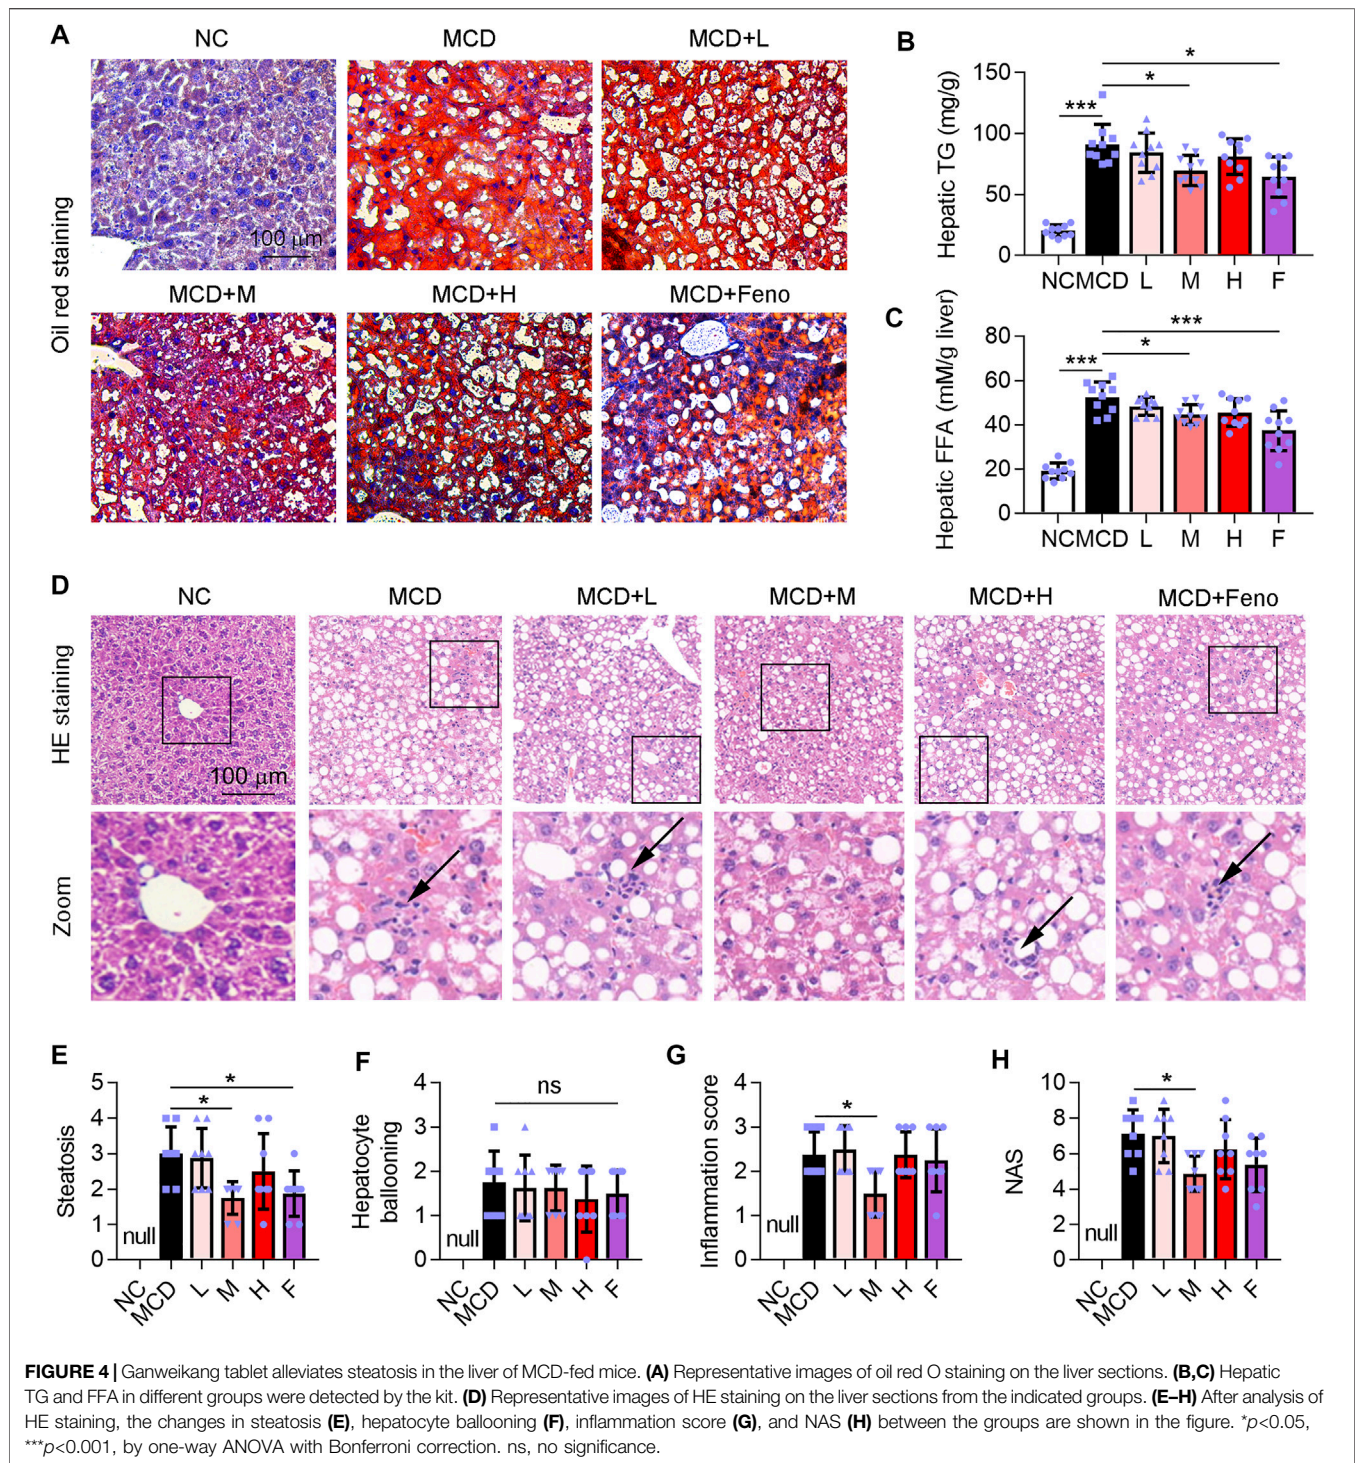 A
NC
MCD
MCD+L
Oil red staining
100 µm
MCD+M
MCD+H
MCD+Feno
B
Hepatic TG (mg/g)
150
100
50
0
***
*
*
NC MCD L M H F
C
Hepatic FFA (mM/g liver)
80
60
40
20
0
***
*
***
NC MCD L M H F
D
NC
MCD
MCD+L
MCD+M
MCD+H
MCD+Feno
HE staining
100 µm
Zoom
E
Steatosis
5
4
3
2
1
0
*
*
null
NC MCD L M H F
F
Hepatocyte
ballooning
4
3
2
1
0
ns
null
NC MCD L M H F
G
Inflammation score
4
3
2
1
0
*
null
NC MCD L M H F
H
NAS
10
8
6
4
2
0
*
null
NC MCD L M H F
FIGURE 4 | Ganweikang tablet alleviates steatosis in the liver of MCD-fed mice. (A) Representative images of oil red O staining on the liver sections. (B,C) Hepatic
TG and FFA in different groups were detected by the kit. (D) Representative images of HE staining on the liver sections from the indicated groups. (E–H) After analysis of
HE staining, the changes in steatosis (E), hepatocyte ballooning (F), inflammation score (G), and NAS (H) between the groups are shown in the figure. *p<0.05,
***p<0.001, by one-way ANOVA with Bonferroni correction. ns, no significance.